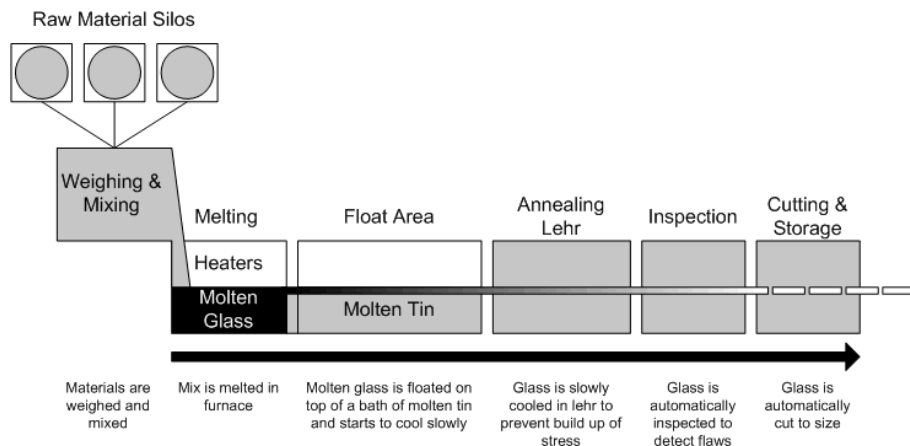 Raw Material Silos
Weighing &
Mixing
Melting
Float Area
Annealing
Lehr
Inspection
Cutting &
Storage
Heaters
Molten
Glass
Molten Tin
Materials are
weighed and
mixed
Mix is melted in
furnace
Molten glass is floated on
top of a bath of molten tin
and starts to cool slowly
Glass is slowly
cooled in lehr to
prevent build up of
stress
Glass is
automatically
inspected to
detect flaws
Glass is
automatically
cut to size